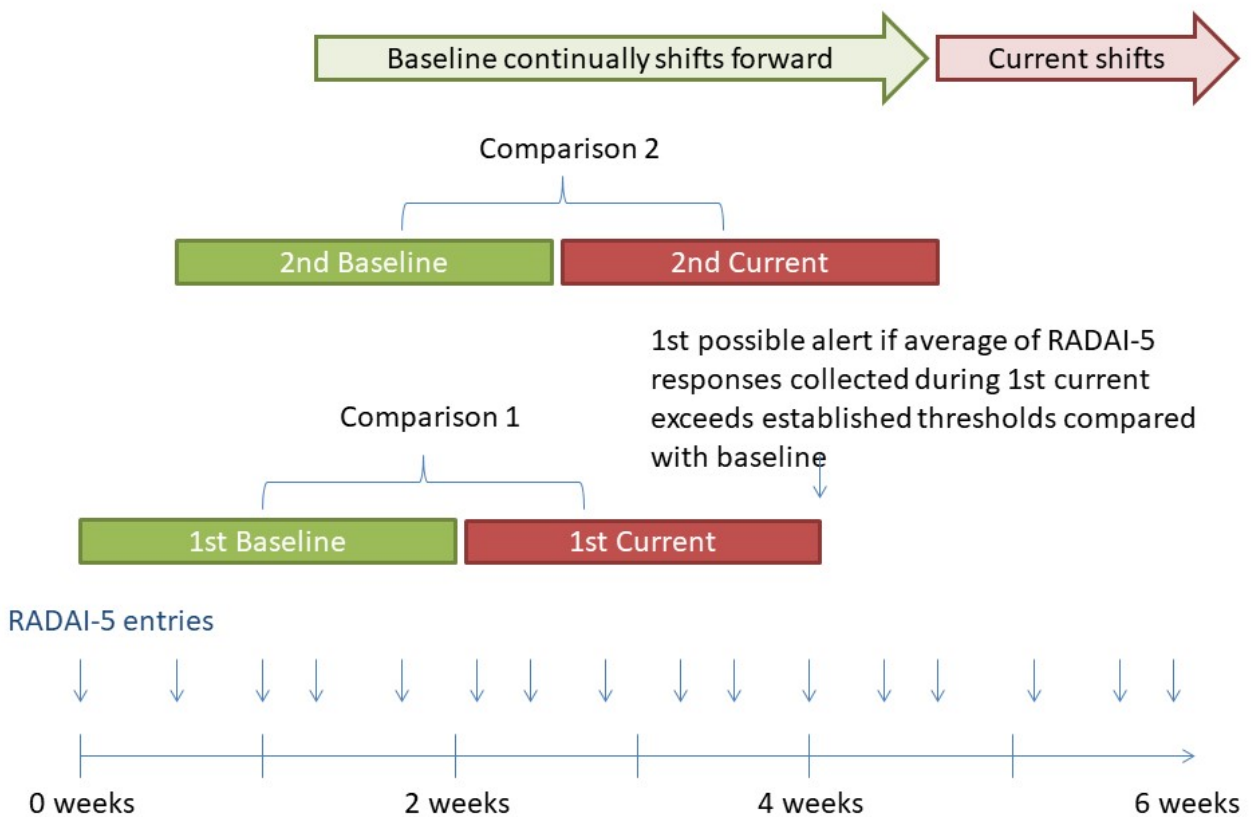 Baseline continually shifts forward
Current shifts
Comparison 2
2nd Baseline
2nd Current
1st possible alert if average of RADAI-5
responses collected during 1st current
exceeds established thresholds compared
with baseline
Comparison 1
1st Baseline
1st Current
RADAI-5 entries
0 weeks
2 weeks
4 weeks
6 weeks